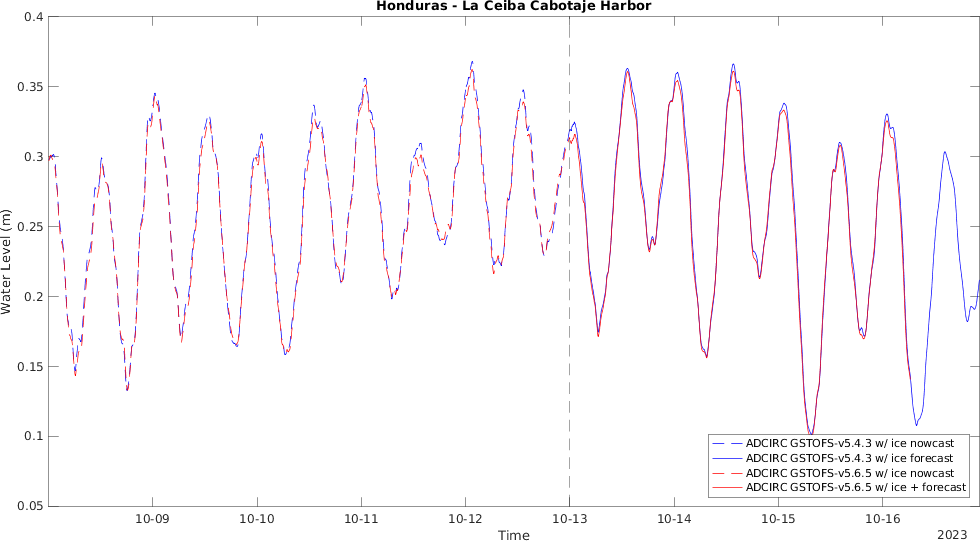 Honduras - La Ceiba Cabotaje Harbor
0.4
0.35
0.3
0.25
0.2
0.15
0.1
0.05
Water Level (m)
10-09 10-10 10-11 10-12 10-13 10-14 10-15 10-16
Time
2023
ADCIRC GSTOFS-v5.4.3 w/ ice nowcast
ADCIRC GSTOFS-v5.4.3 w/ ice forecast
ADCIRC GSTOFS-v5.6.5 w/ ice nowcast
ADCIRC GSTOFS-v5.6.5 w/ ice + forecast